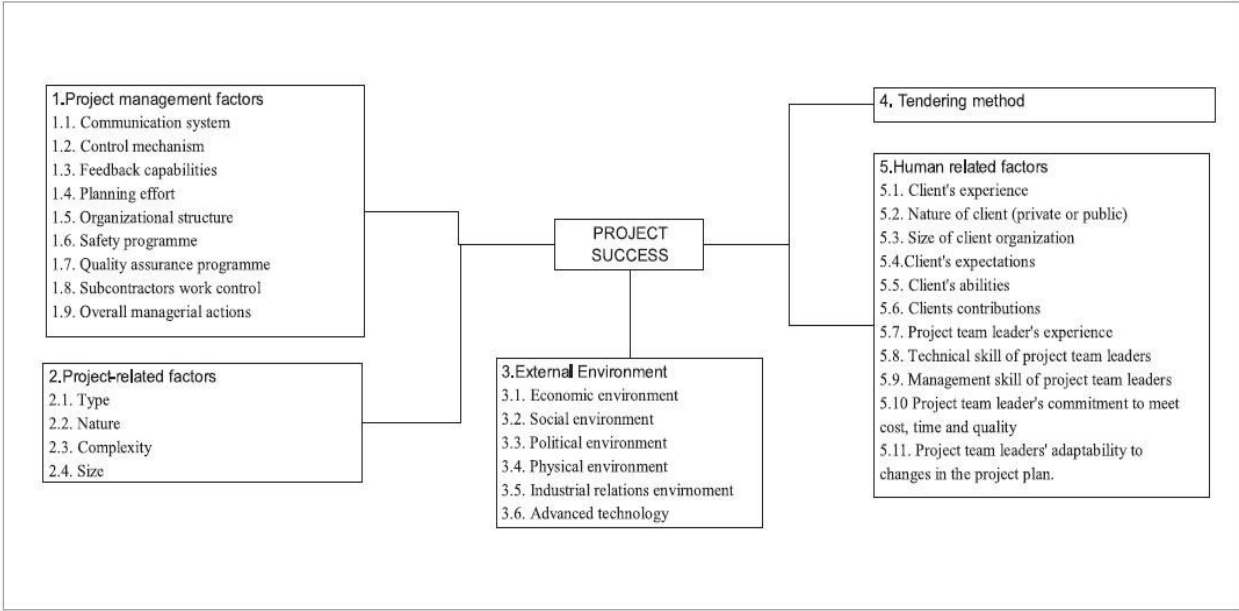 1.Project management factors
1.1. Communication system
1.2. Control mechanism
1.3. Feedback capabilities
1.4. Planning effort
1.5. Organizational structure
1.6. Safety programme
1.7. Quality assurance programme
1.8. Subcontractors work control
1.9. Overall managerial actions
2.Project-related factors
2.1. Type
2.2. Nature
2.3. Complexity
2.4. Size
PROJECT
SUCCESS
3.External Environment
3.1. Economic environment
3.2. Social environment
3.3. Political environment
3.4. Physical environment
3.5. Industrial relations envirnoment
3.6. Advanced technology
4. Tendering method
5.Human related factors
5.1. Client's experience
5.2. Nature of client (private or public)
5.3. Size of client organization
5.4.Client's expectations
5.5. Client's abilities
5.6. Clients contributions
5.7. Project team leader's experience
5.8. Technical skill of project team leaders
5.9. Management skill of project team leaders
5.10 Project team leader's commitment to meet
cost, time and quality
5.11. Project team leaders' adaptability to
changes in the project plan.